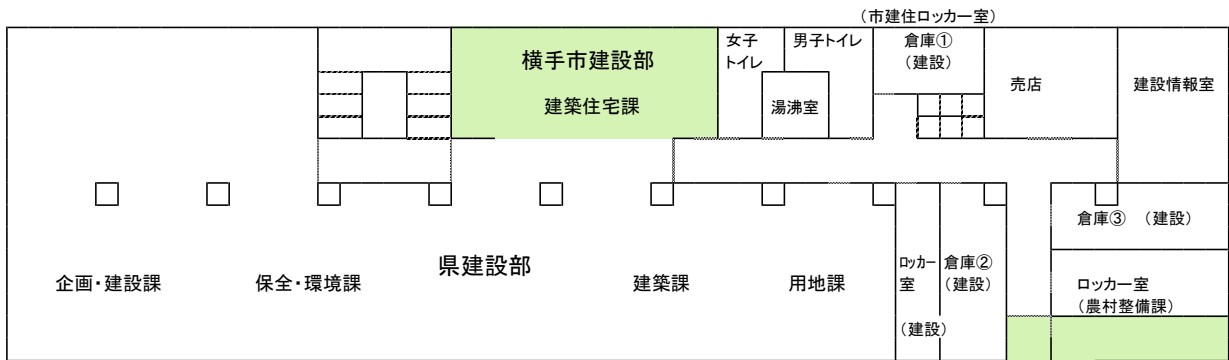 （市建住ロッカー室）
横手市建設部
建築住宅課
女子
トイレ
男子トイレ
湯沸室
倉庫①
（建設）
売店
建設情報室
企画・建設課
保全・環境課
県建設部
建築課
用地課
ロッカー
室
（建設）
倉庫②
（建設）
倉庫③　（建設）
ロッカー室
（農村整備課）